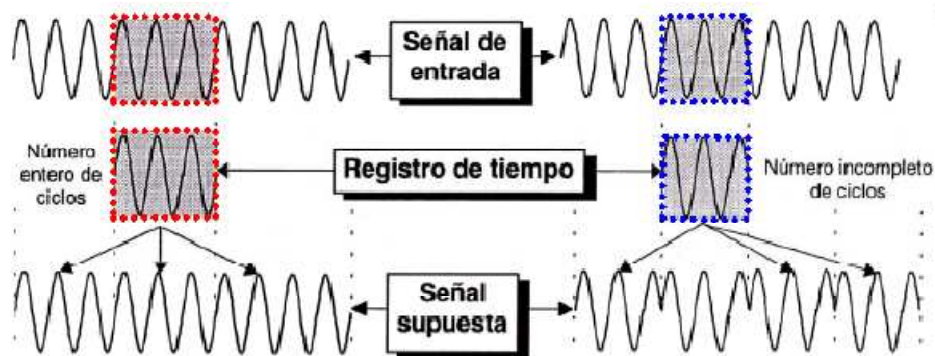 Señal de
entrada
Número
entero de
ciclos
Registro de tiempo
Número incompleto
de ciclos
Señal
supuesta